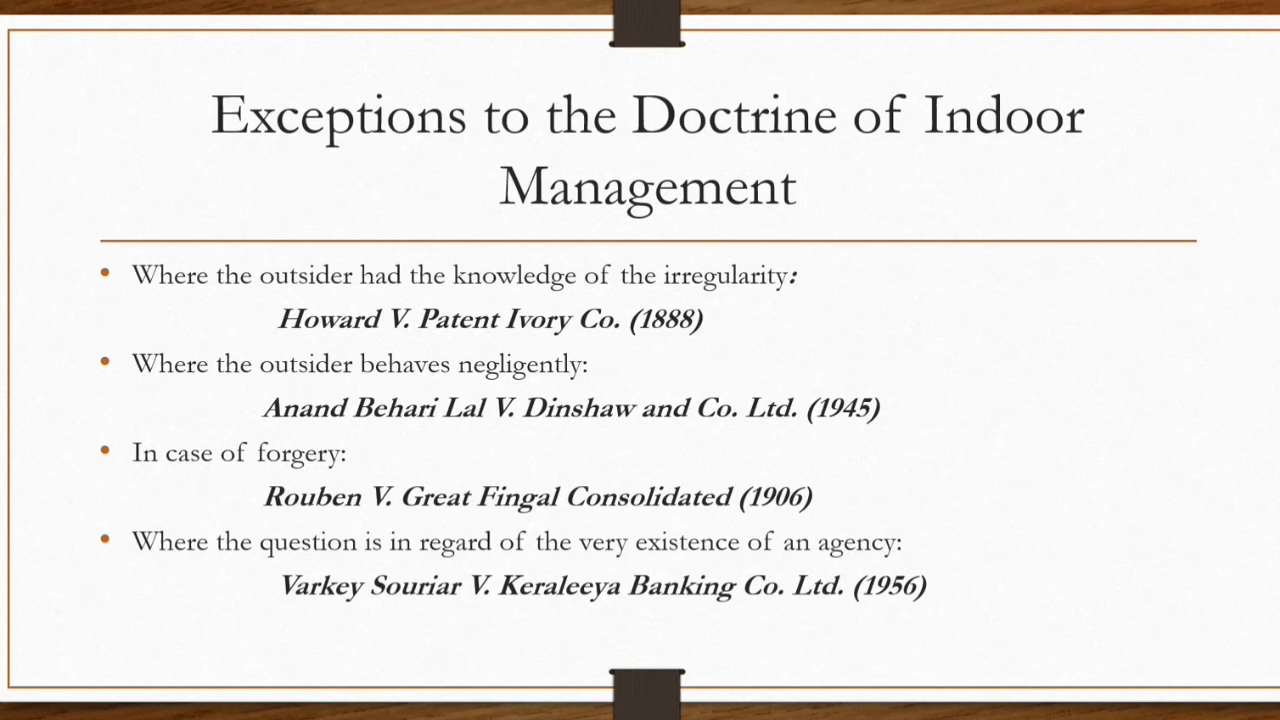 Exceptions to the Doctrine of Indoor
Management
• Where the outsider had the knowledge of the irregularity:
Howard V. Patent Ivory Co. (1888)
• Where the outsider behaves negligently:
Anand Behari Lal V. Dinshaw and Co. Ltd. (1945)
• In case of forgery:
Rouben V. Great Fingal Consolidated (1906)
• Where the question is in regard of the very existence of an agency:
Varkey Souriar V. Keraleeya Banking Co. Ltd. (1956)